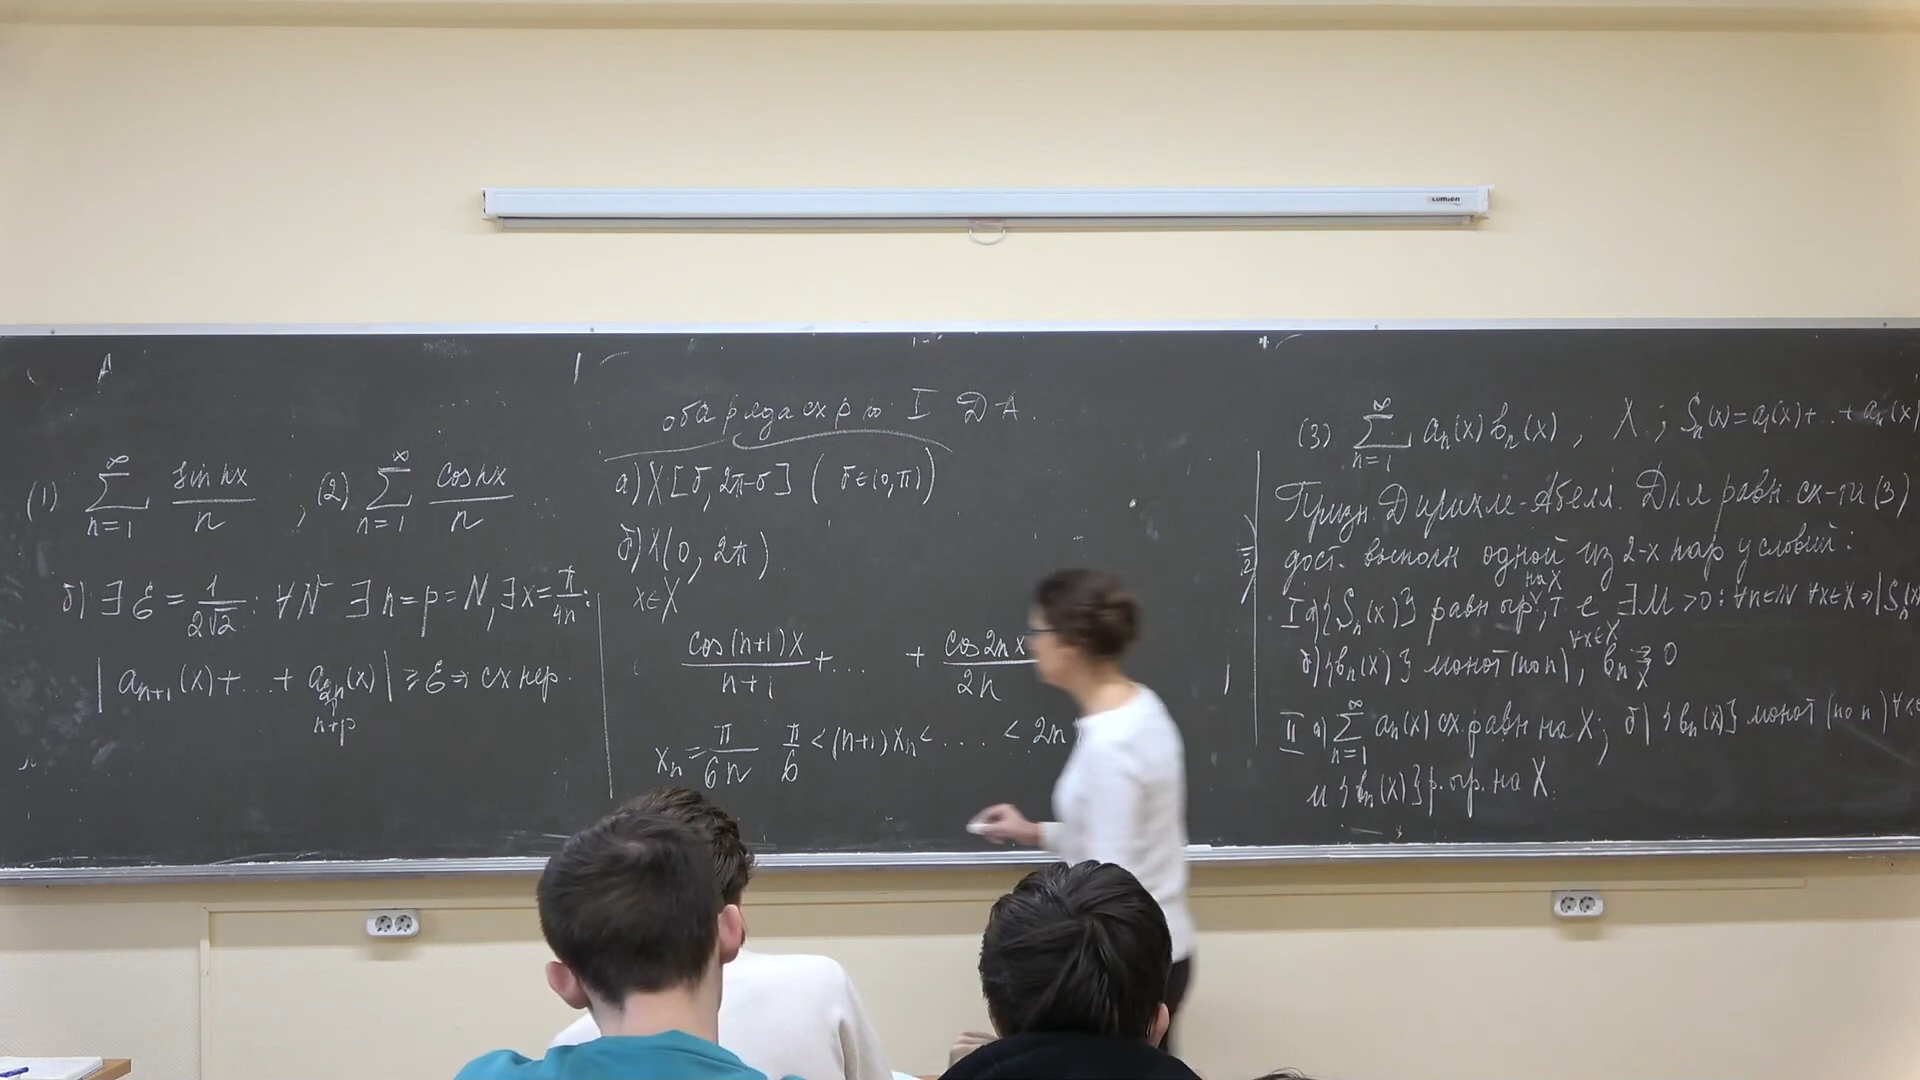 Lumien
(1) ∑_{n=1}^{∞} sin nx / n , (2) ∑_{n=1}^{∞} cos nx / n
б) ∃ ε = 1/(2√2) : ∀N ∃ n=p=N, ∃ x = π/4n :
| a_{n+1}(x) + ... + a_{2n}(x) | ≥ ε ⇒ сх нер.
n+p
оба ряда сх р по I Д А.
а) X [δ, 2π-δ] ( δ∈(0,π) )
б) X (0, 2π)
x∈X
cos(n+1)x / n+1 + ... + cos2nx / 2n
x_n = π/6n π/6 < (n+1)x_n < ... < 2n
(3) ∑_{n=1}^{∞} a_n(x) b_n(x) , X ; S_n(x) = a_1(x) + .. + a_n(x)
Призн. Дирихле-Абеля. Для равн. сх-ти (3)
дост. выполн одной из 2-х пар условий:
I а) {S_n(x)} равн огр. на X, т е ∃M >0 : ∀n∈N ∀x∈X ⇒ |S_n(x)
б) {b_n(x)} монот (по n) ∀x∈X, b_n ⇉ 0 X
II а) ∑_{n=1}^{∞} a_n(x) сх. равн на X ; б) {b_n(x)} монот (по n) ∀x∈
и {b_n(x)} р. огр. на X.